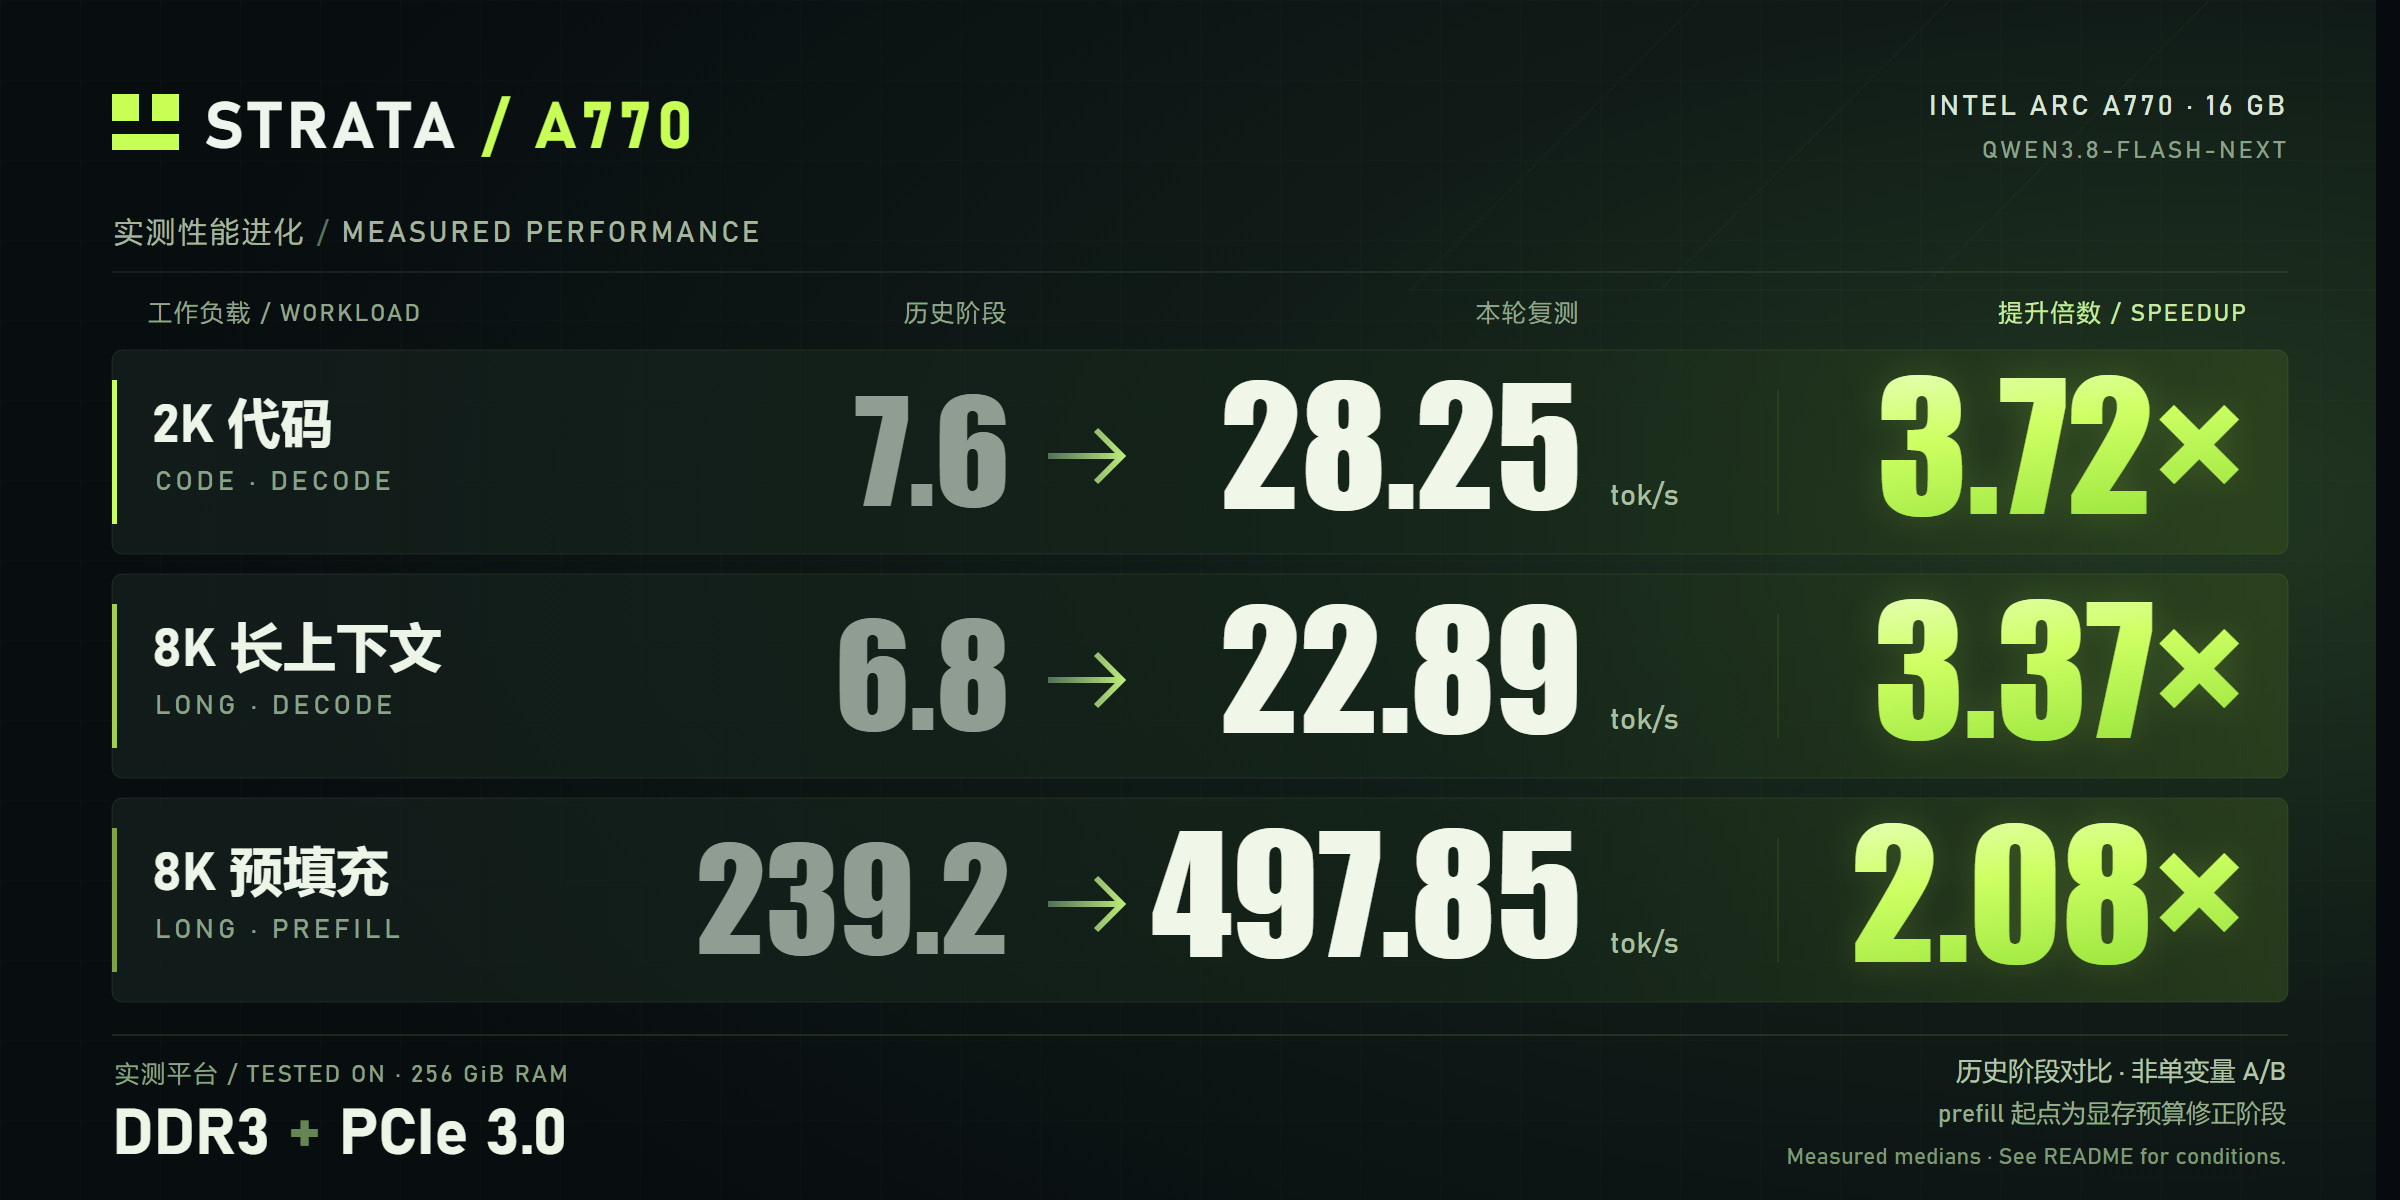 STRATA / A770
INTEL ARC A770 · 16 GB
QWEN3.8-FLASH-NEXT
实测性能进化 / MEASURED PERFORMANCE
工作负载 / WORKLOAD 历史阶段 本轮复测 提升倍数 / SPEEDUP
2K 代码
CODE · DECODE
7.6 → 28.25 tok/s 3.72×
8K 长上下文
LONG · DECODE
6.8 → 22.89 tok/s 3.37×
8K 预填充
LONG · PREFILL
239.2 → 497.85 tok/s 2.08×
实测平台 / TESTED ON · 256 GiB RAM
DDR3 + PCIe 3.0
历史阶段对比 · 非单变量 A/B
prefill 起点为显存预算修正阶段
Measured medians · See README for conditions.